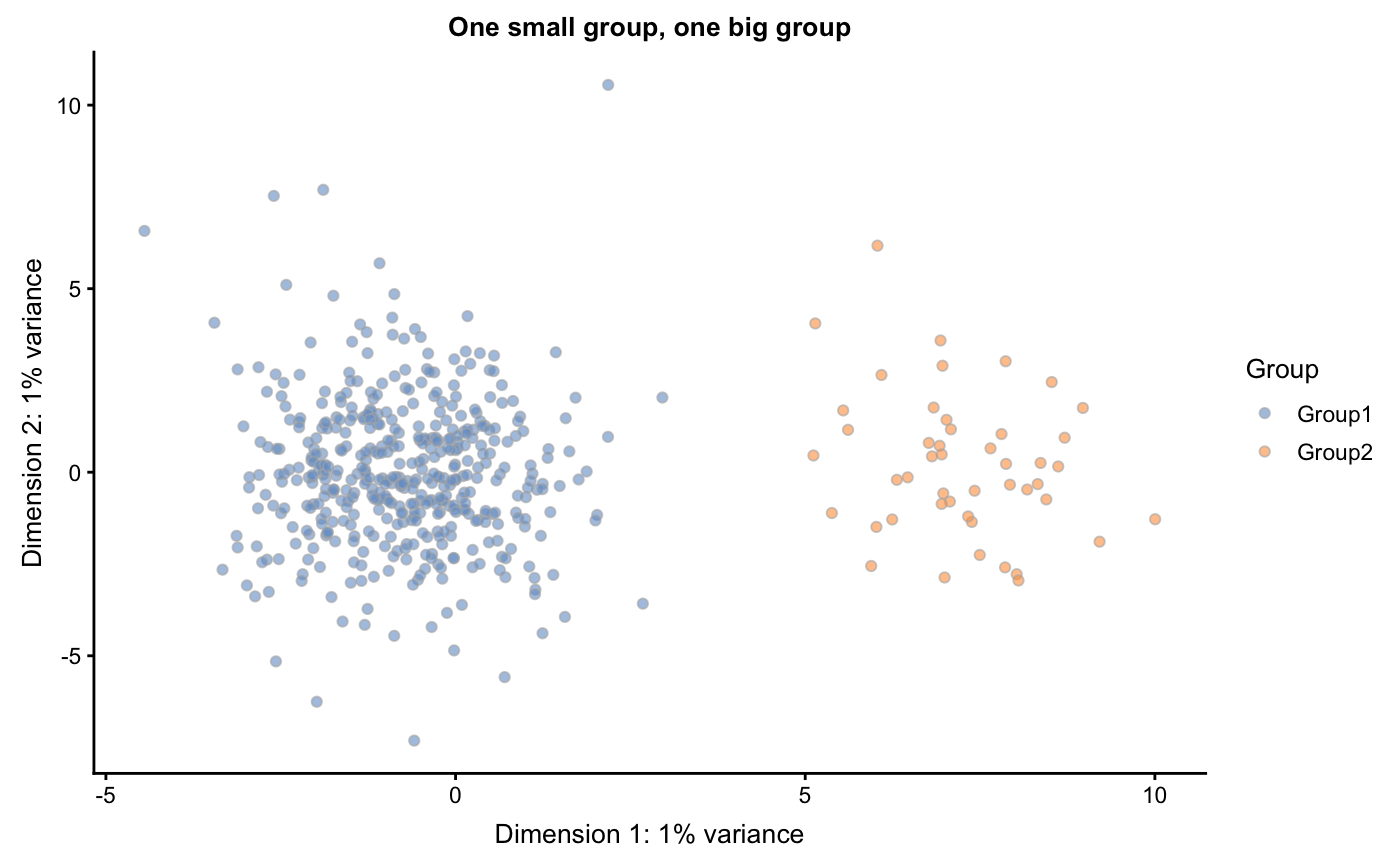 One small group, one big group
10
5
0
-5
Dimension 2: 1% variance
-5
0
5
10
Dimension 1: 1% variance
Group
Group1
Group2